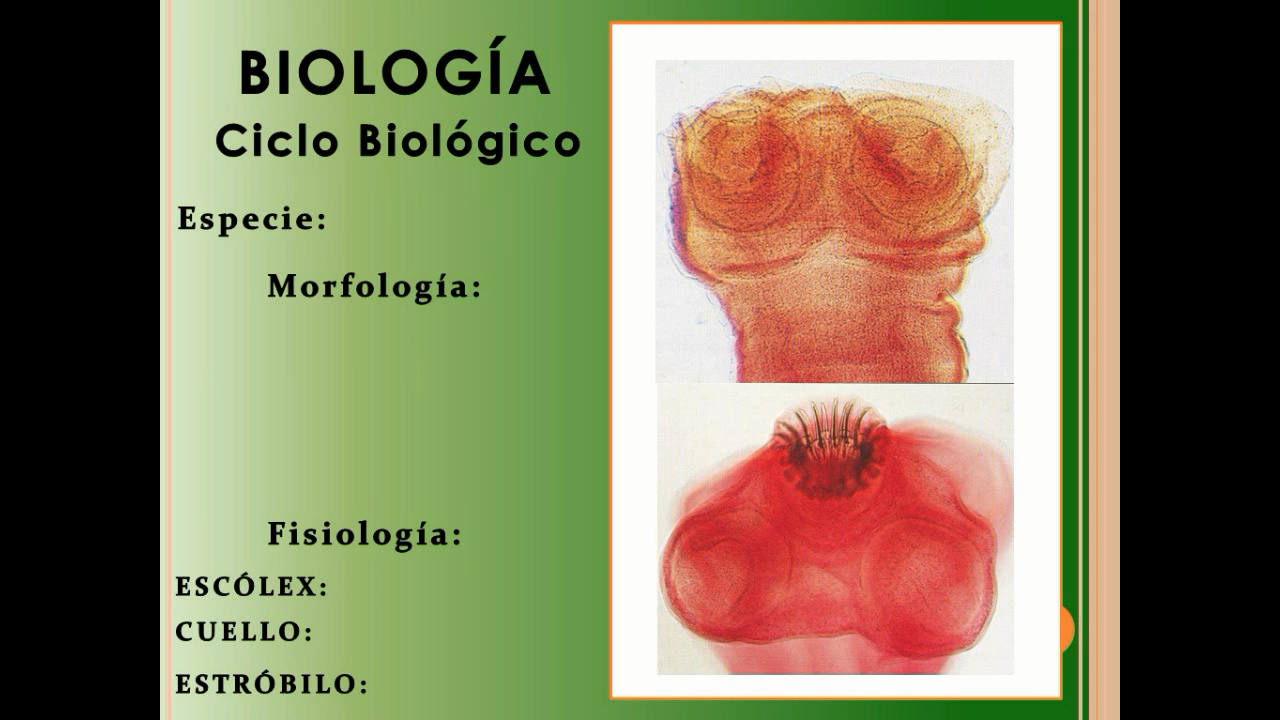 BIOLOGÍA
Ciclo Biológico
Especie:
Morfología:
Fisiología:
ESCÓLEX:
CUELLO:
ESTRÓBILO: